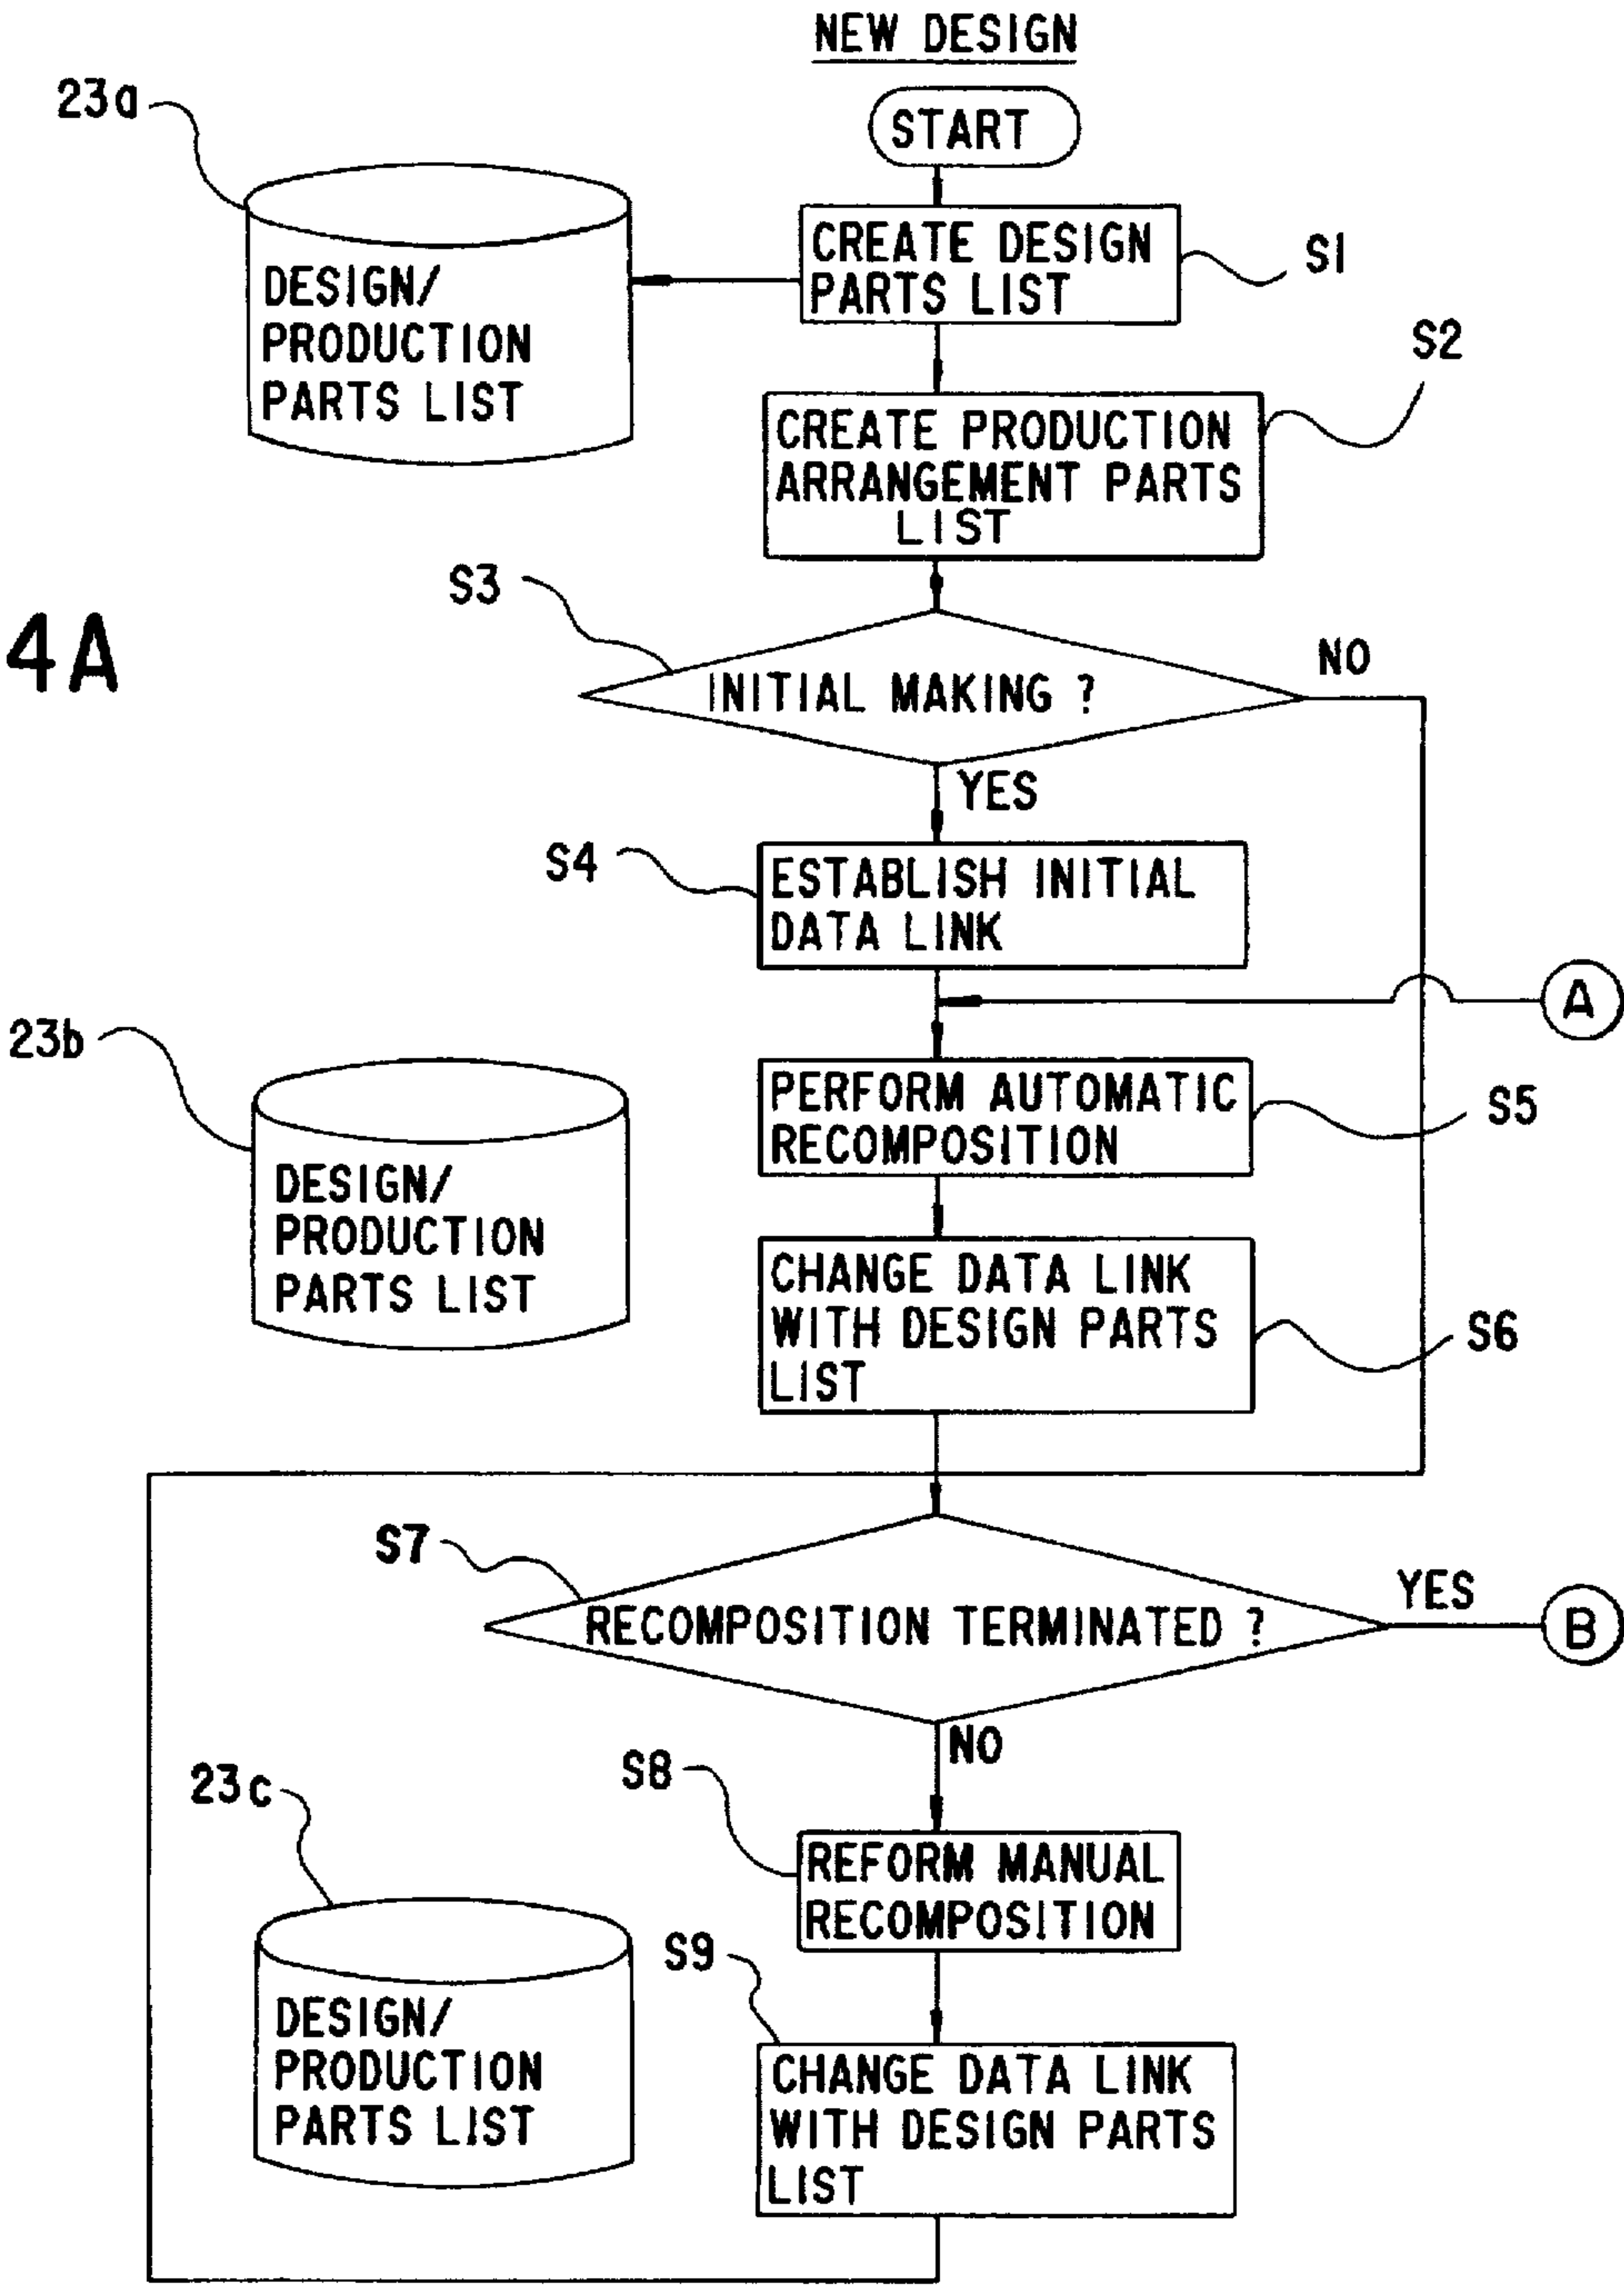 NEW DESIGN
START
23a
DESIGN/
PRODUCTION
PARTS LIST
CREATE DESIGN
PARTS LIST
S1
CREATE PRODUCTION
ARRANGEMENT PARTS
LIST
S2
4A
S3
INITIAL MAKING ?
NO
YES
S4
ESTABLISH INITIAL
DATA LINK
A
23b
DESIGN/
PRODUCTION
PARTS LIST
PERFORM AUTOMATIC
RECOMPOSITION
S5
CHANGE DATA LINK
WITH DESIGN PARTS
LIST
S6
S7
RECOMPOSITION TERMINATED ?
YES
B
NO
23c
DESIGN/
PRODUCTION
PARTS LIST
S8
REFORM MANUAL
RECOMPOSITION
S9
CHANGE DATA LINK
WITH DESIGN PARTS
LIST